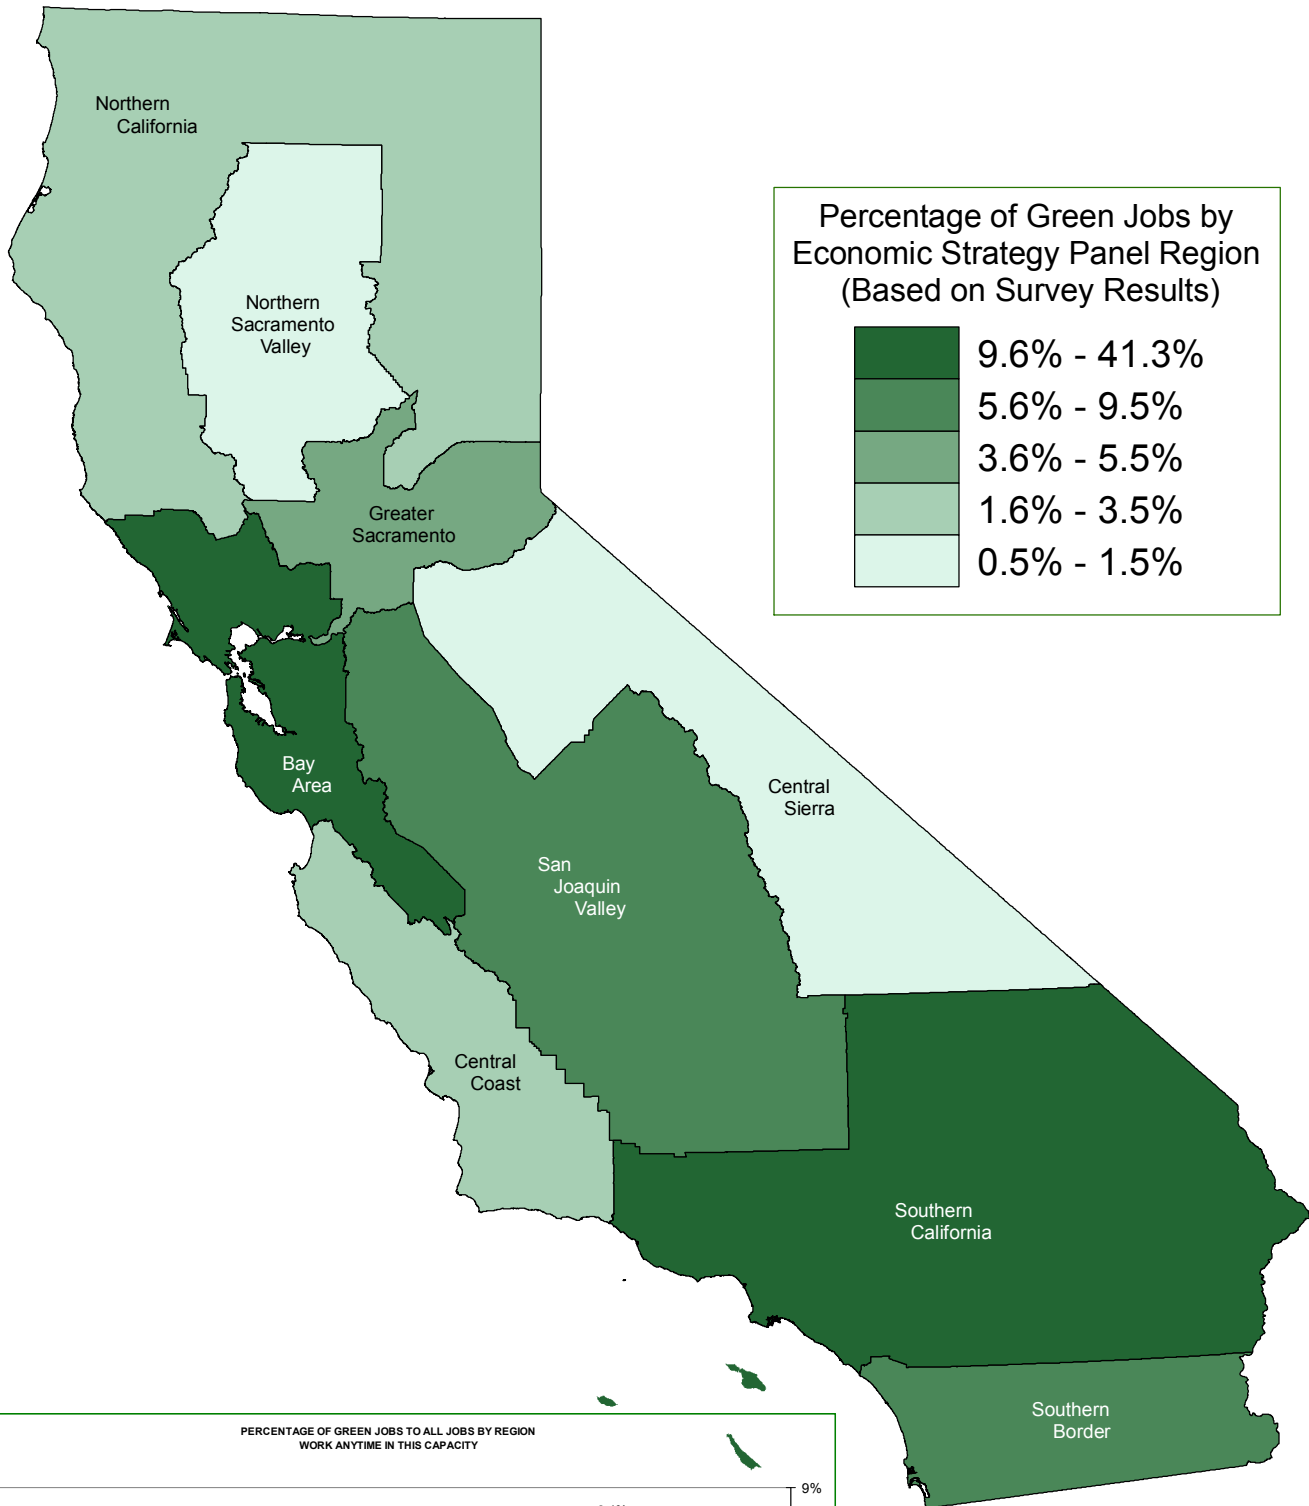 Northern
California
Northern
Sacramento
Valley
Percentage of Green Jobs by
Economic Strategy Panel Region
(Based on Survey Results)
9.6% - 41.3%
5.6% - 9.5%
3.6% - 5.5%
1.6% - 3.5%
0.5% - 1.5%
Greater
Sacramento
Bay
Area
Central
Sierra
San
Joaquin
Valley
Central
Coast
Southern
California
Southern
Border
PERCENTAGE OF GREEN JOBS TO ALL JOBS BY REGION
WORK ANYTIME IN THIS CAPACITY
9%